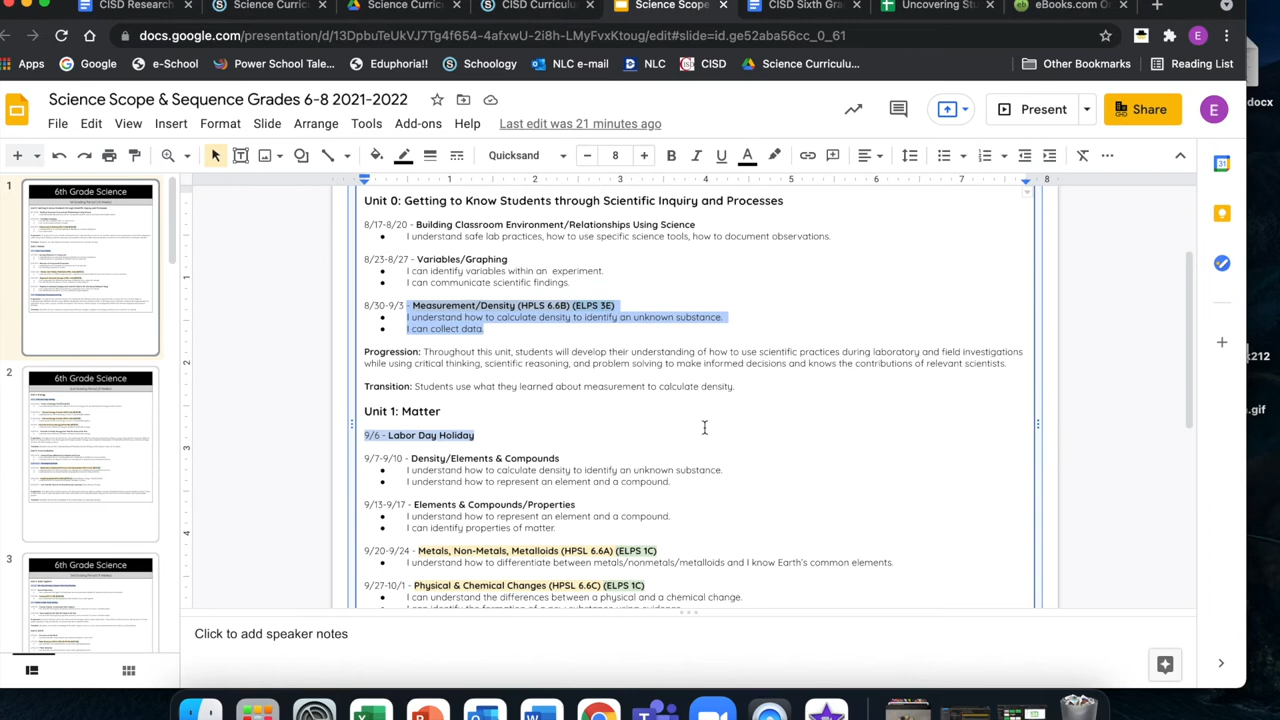 CISD Research
Science Curric
Science Curric
CISD Curriculu
Science Scope
CISD Sixth Gra
Uncovering Stu
eBooks.com On
docs.google.com/presentation/d/13DpbuTeUkVJ7Tg4f654-4afxwU-2i8h-LMyFvxKtoug/edit#slide=id.ge52aba56cc_0_61
Apps
Google
e-School
Power School Tale...
Eduphoria!!
Schoology
NLC e-mail
NLC
CISD
Science Curriculu...
Other Bookmarks
Reading List
Science Scope & Sequence Grades 6-8 2021-2022
Present
Share
File Edit View Insert Format Slide Arrange Tools Add-ons Help Last edit was 21 minutes ago
Quicksand
8
1 2 3 4 5 6 7 8
Getting to know Students through Scientific Inquiry and Processes
8/17-8/20 - Building Classroom Environment/Relationships Using Science
I understand safe lab practices, how to use specific science tools, how to document observations.
I can identify variables within an experiment.
I can communicate scientific findings.
8/30-9/3 - Measurement/Density (HPLS 6.6B) (ELPS 3E)
I understand how to calculate density to identify an unknown substance.
I can collect data.
Progression: Throughout this unit, students will develop their understanding of how to use scientific practices during laboratory and field investigations
while using critical thinking, scientific reasoning, and problem solving to make informed decisions and knows the contributions of relevant scientists.
Transition: Students use what they learned about measurement to calculate density.
Unit 1: Matter
9/6 - Labor Day Holiday
9/7-9/10 - Density/Elements & Compounds
I understand how to calculate density to identify an unknown substance.
I understand how to represent an element and a compound.
9/13-9/17 - Elements & Compounds/Properties
I understand how to represent an element and a compound.
I can identify properties of matter.
9/20-9/24 - Metals, Non-Metals, Metalloids (HPSL 6.6A) (ELPS 1C)
I understand how to differentiate between metals/nonmetals/metalloids and I know Earth's common elements.
9/27-10/1 - Physical & Chemical Changes (HPSL 6.6C) (ELPS 1C)
I can understand the differences between a physical and a chemical change.
Click to add speaker notes
1
6th Grade Science
2
6th Grade Science
3
6th Grade Science
docx
x212
.gif